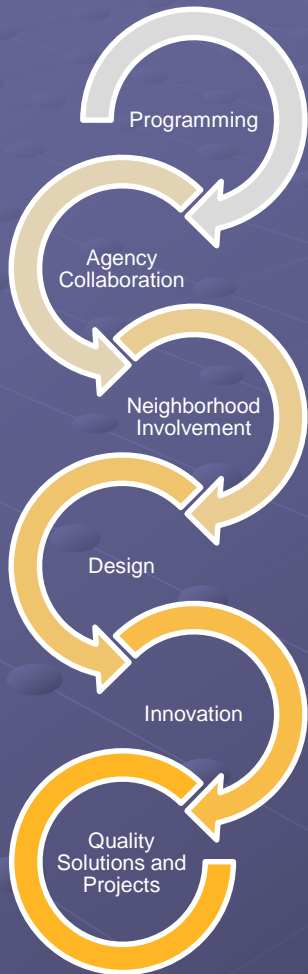 Programming
Agency
Collaboration
Neighborhood
Involvement
Design
Innovation
Quality
Solutions and
Projects